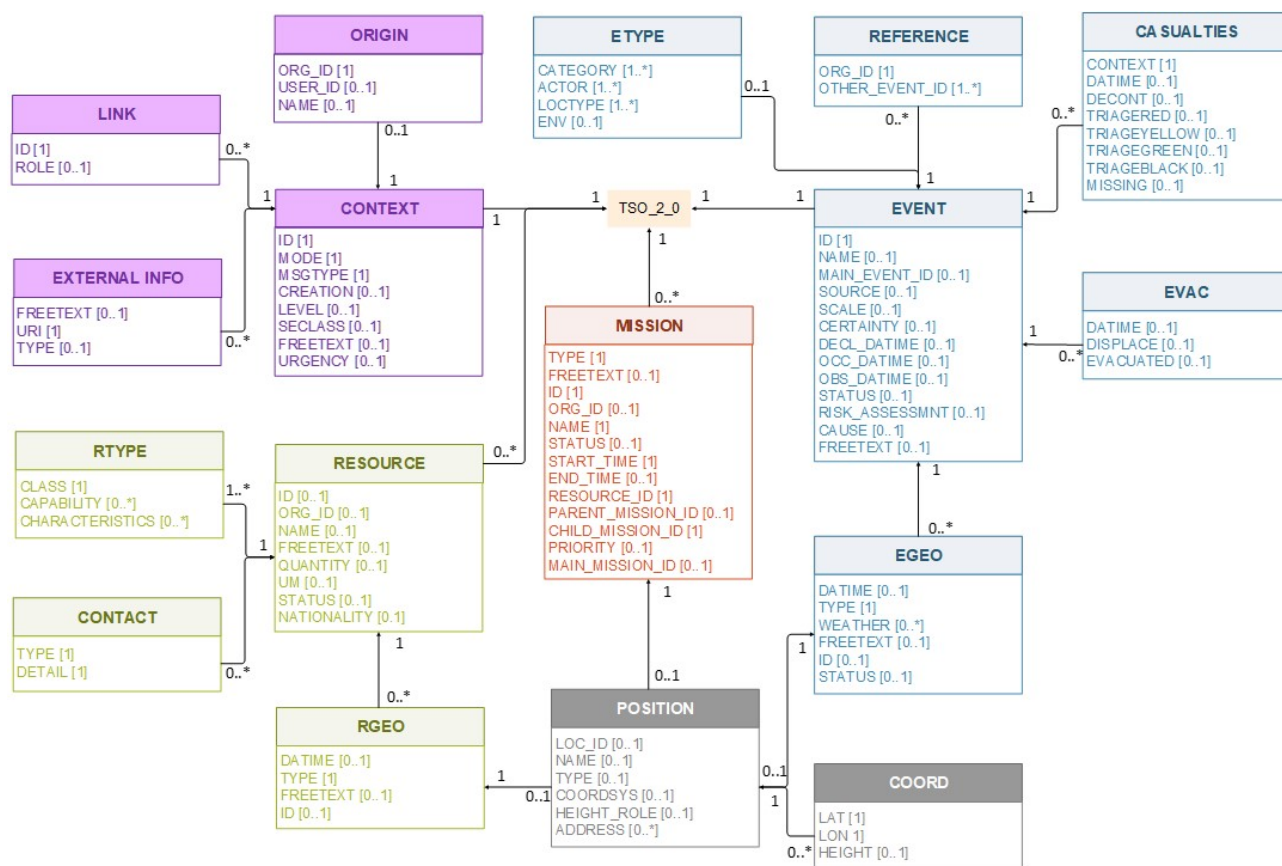 ORIGIN
ORG_ID [1]
USER_ID [0..1]
NAME [0..1]
0..1
1
ETYPE
CATEGORY [1..*]
ACTOR [1..*]
LOCTYPE [1..*]
ENV [0..1]
0..1
REFERENCE
ORG_ID [1]
OTHER_EVENT_ID [1..*]
0..*
1
CASUALTIES
CONTEXT [1]
DATIME [0..1]
DECONT [0..1]
TRIAGERED [0..1]
TRIAGEYELLOW [0..1]
TRIAGEGREEN [0..1]
TRIAGEBLACK [0..1]
MISSING [0..1]
0..*
1
LINK
ID [1]
ROLE [0..1]
0..*
1
EXTERNAL INFO
FREETEXT [0..1]
URI [1]
TYPE [0..1]
0..*
CONTEXT
ID [1]
MODE [1]
MSGTYPE [1]
CREATION [0..1]
LEVEL [0..1]
SECLASS [0..1]
FREETEXT [0..1]
URGENCY [0..1]
1
1
TSO_2_0
1
1
1
EVENT
ID [1]
NAME [0..1]
MAIN_EVENT_ID [0..1]
SOURCE [0..1]
SCALE [0..1]
CERTAINTY [0..1]
DECL_DATIME [0..1]
OCC_DATIME [0..1]
OBS_DATIME [0..1]
STATUS [0..1]
RISK_ASSESSMNT [0..1]
CAUSE [0..1]
FREETEXT [0..1]
1
EVAC
DATIME [0..1]
DISPLACE [0..1]
EVACUATED [0..1]
1
0..*
0..*
MISSION
TYPE [1]
FREETEXT [0..1]
ID [1]
ORG_ID [0..1]
NAME [1]
STATUS [0..1]
START_TIME [1]
END_TIME [0..1]
RESOURCE_ID [1]
PARENT_MISSION_ID [0..1]
CHILD_MISSION_ID [1]
PRIORITY [0..1]
MAIN_MISSION_ID [0..1]
1
RTYPE
CLASS [1]
CAPABILITY [0..*]
CHARACTERISTICS [0..*]
1..*
1
CONTACT
TYPE [1]
DETAIL [1]
0..*
RESOURCE
ID [0..1]
ORG_ID [0..1]
NAME [0..1]
FREETEXT [0..1]
QUANTITY [0..1]
UM [0..1]
STATUS [0..1]
NATIONALITY [0.1]
0..*
1
0..*
RGEO
DATIME [0..1]
TYPE [1]
FREETEXT [0..1]
ID [0..1]
1
0..1
0..1
POSITION
LOC_ID [0..1]
NAME [0..1]
TYPE [0..1]
COORDSYS [0..1]
HEIGHT_ROLE [0..1]
ADDRESS [0..*]
0..*
EGEO
DATIME [0..1]
TYPE [1]
WEATHER [0..*]
FREETEXT [0..1]
ID [0..1]
STATUS [0..1]
1
0..1
1
COORD
LAT [1]
LON 1]
HEIGHT [0..1]
0..*